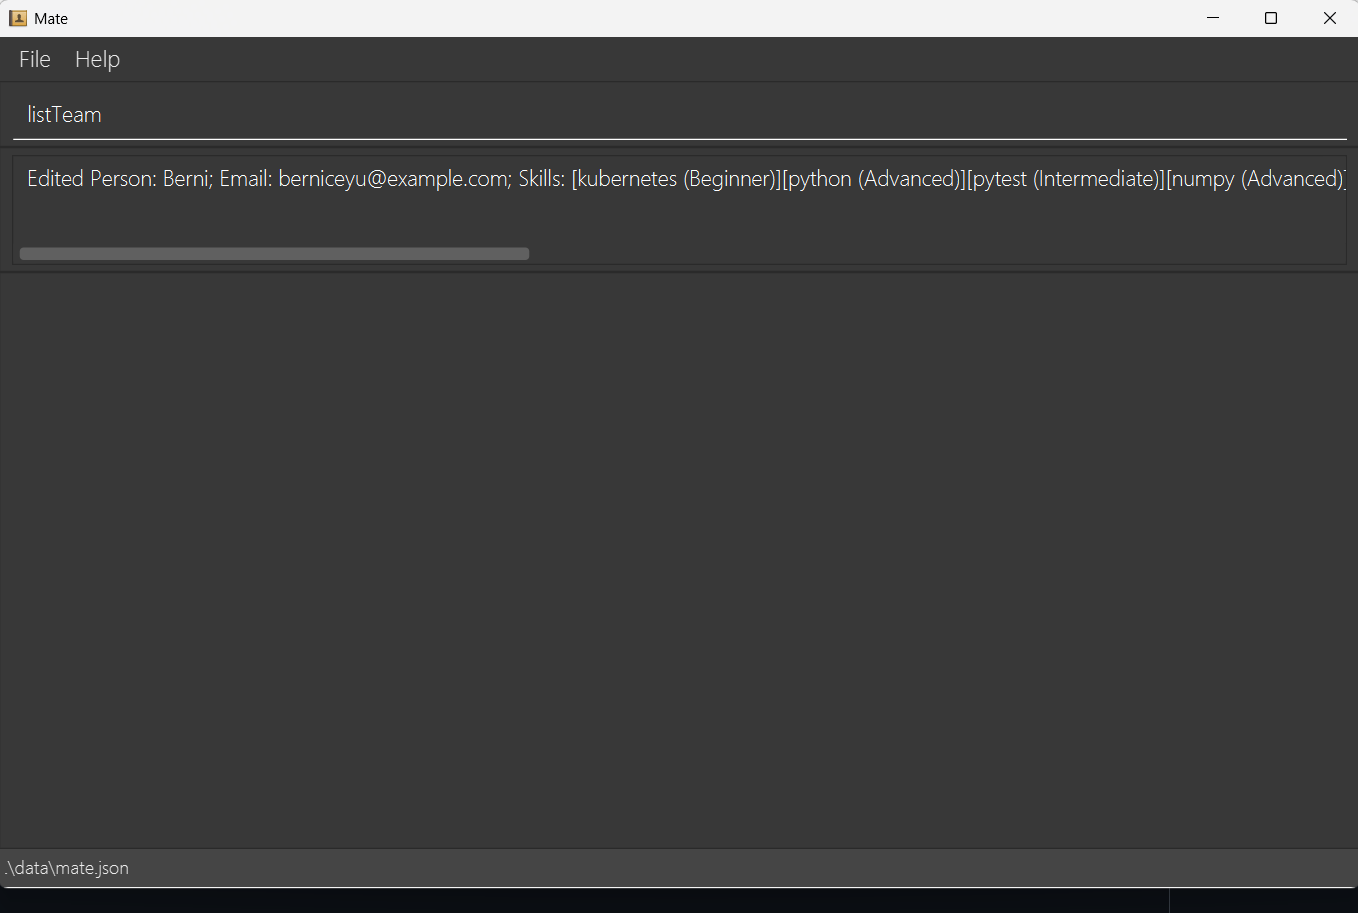 Mate
File Help
listTeam
Edited Person: Berni; Email: berniceyu@example.com; Skills: [kubernetes (Beginner)][python (Advanced)][pytest (Intermediate)][numpy (Advanced)]
.\data\mate.json